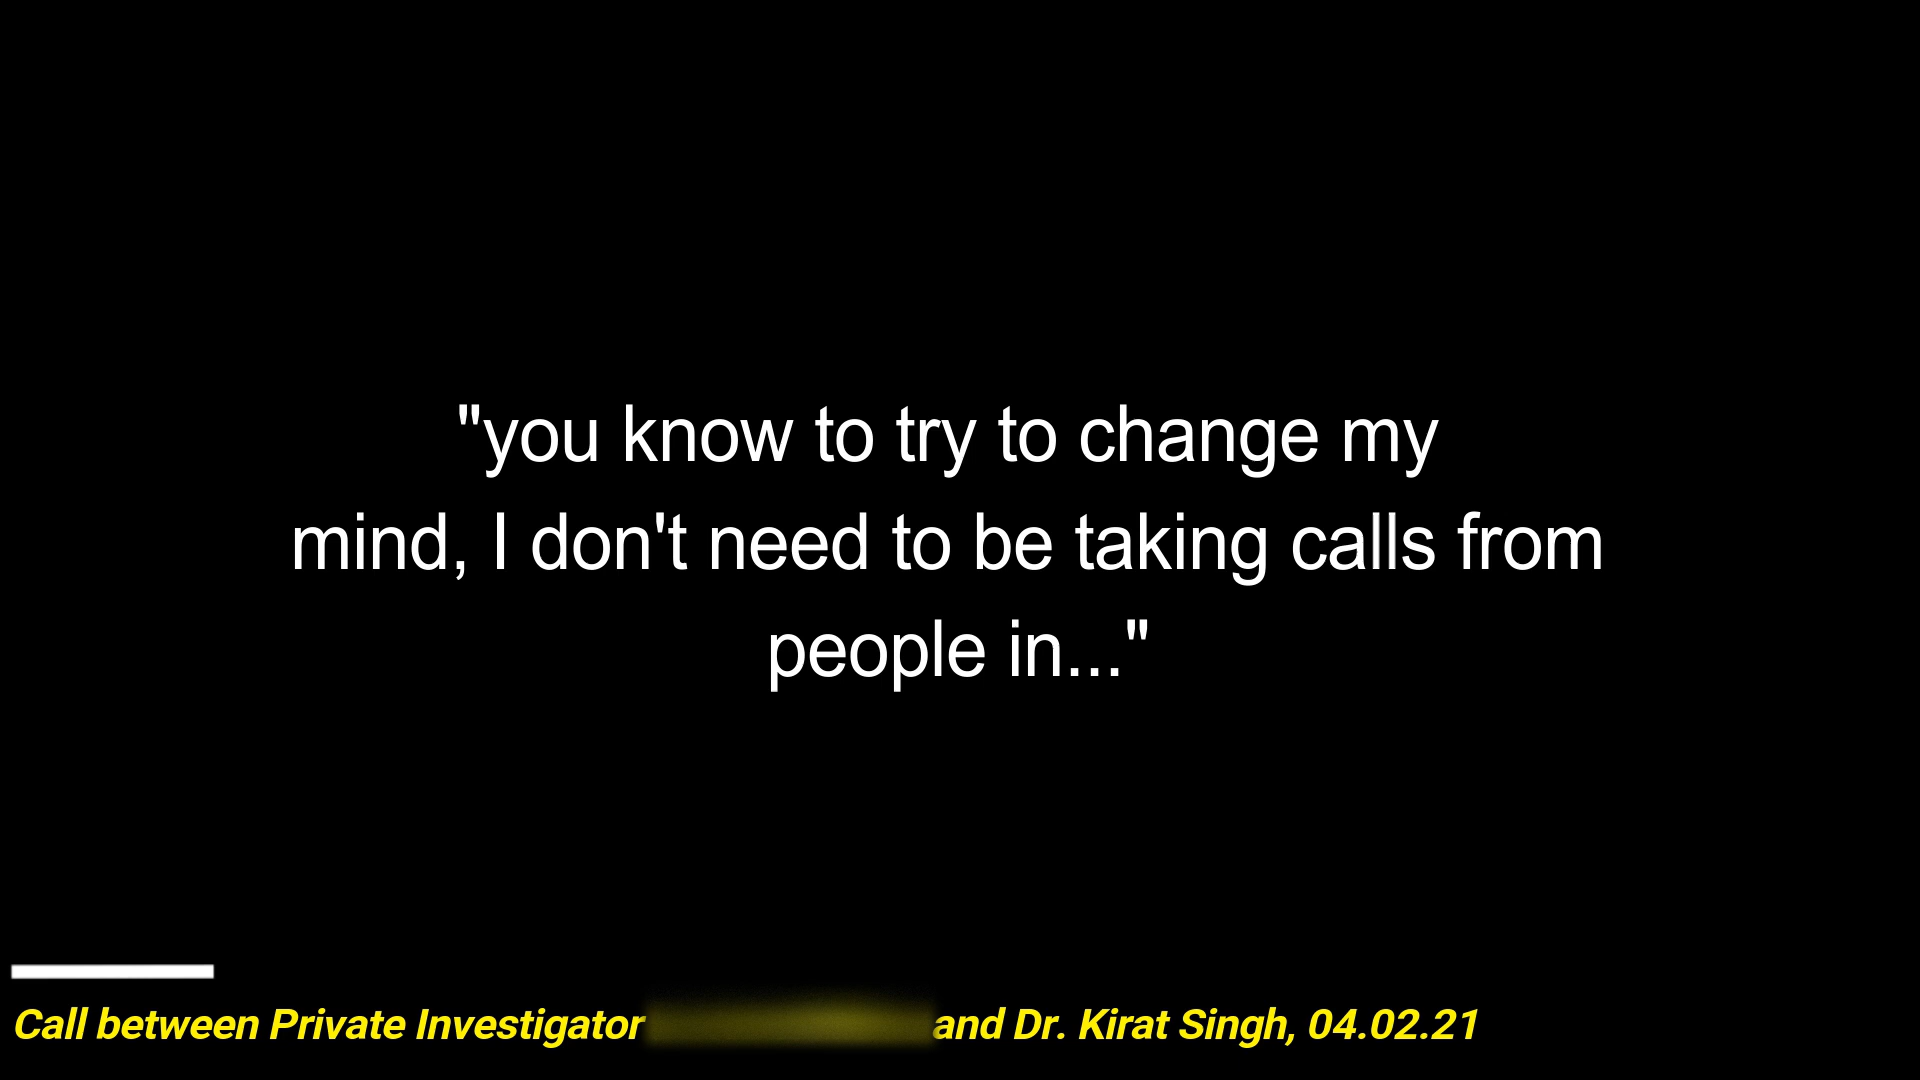 "you know to try to change my
mind, I don't need to be taking calls from
people in..."
Call between Private Investigator and Dr. Kirat Singh, 04.02.21